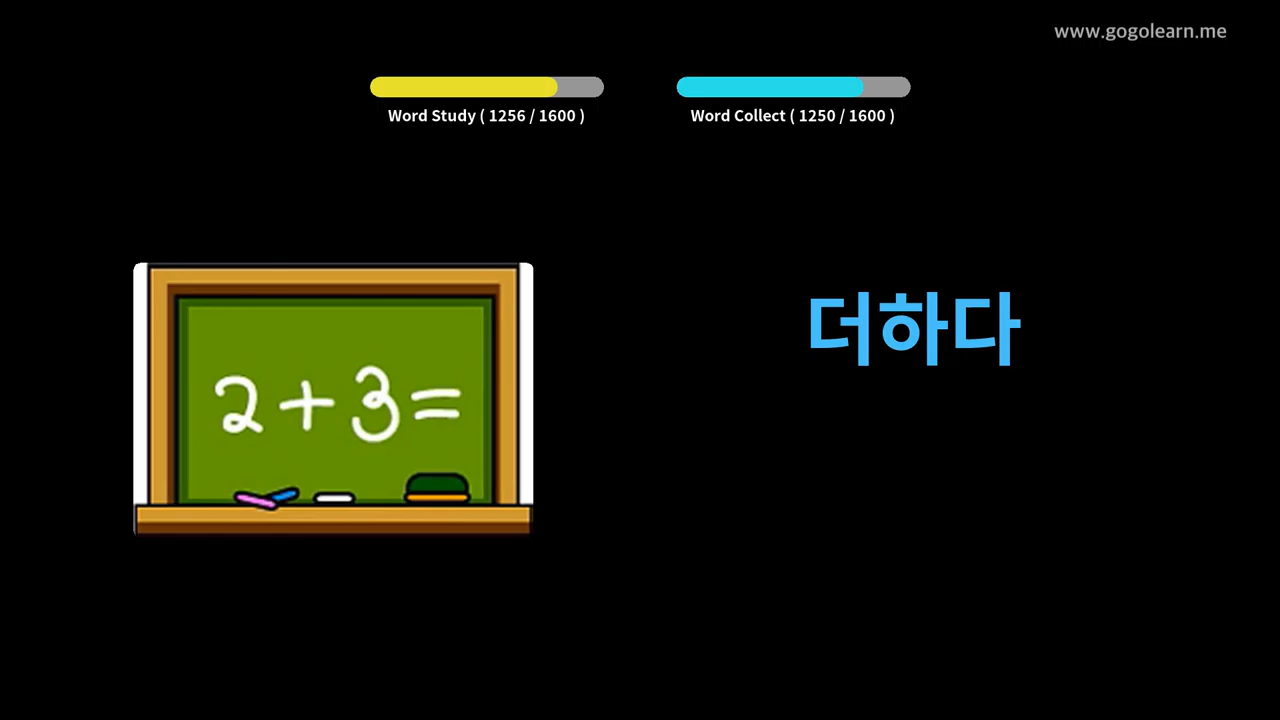 www.gogolearn.me
Word Study ( 1256 / 1600 )
Word Collect ( 1250 / 1600 )
2+3=
더하다